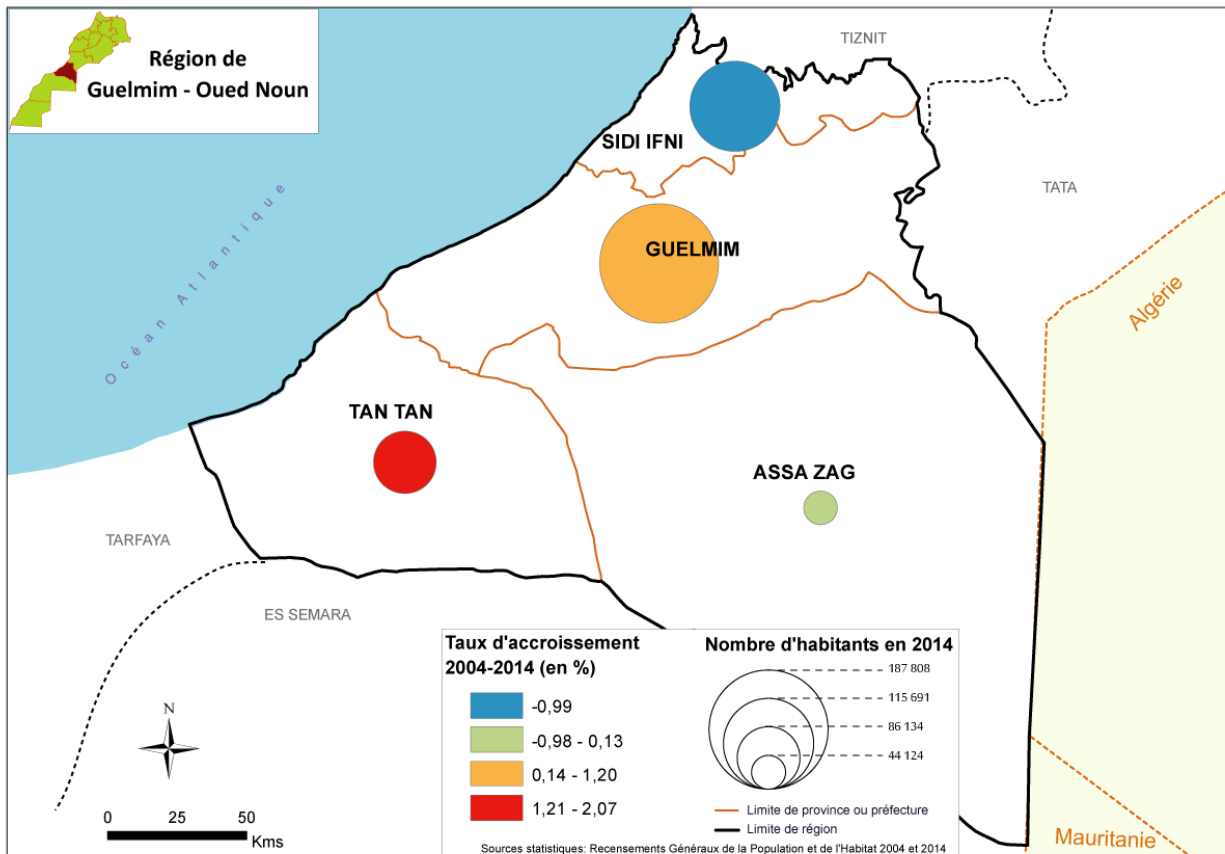 Région de
Guelmim - Oued Noun
TIZNIT
SIDI IFNI
TATA
Océan Atlantique
GUELMIM
Algérie
TAN TAN
ASSA ZAG
TARFAYA
ES SEMARA
Taux d'accroissement
2004-2014 (en %)
-0,99
-0,98 - 0,13
0,14 - 1,20
1,21 - 2,07
Nombre d'habitants en 2014
187 808
115 691
86 134
44 124
Limite de province ou préfecture
Limite de région
Sources statistiques: Recensements Généraux de la Population et de l'Habitat 2004 et 2014
N
0 25 50
Kms
Mauritanie